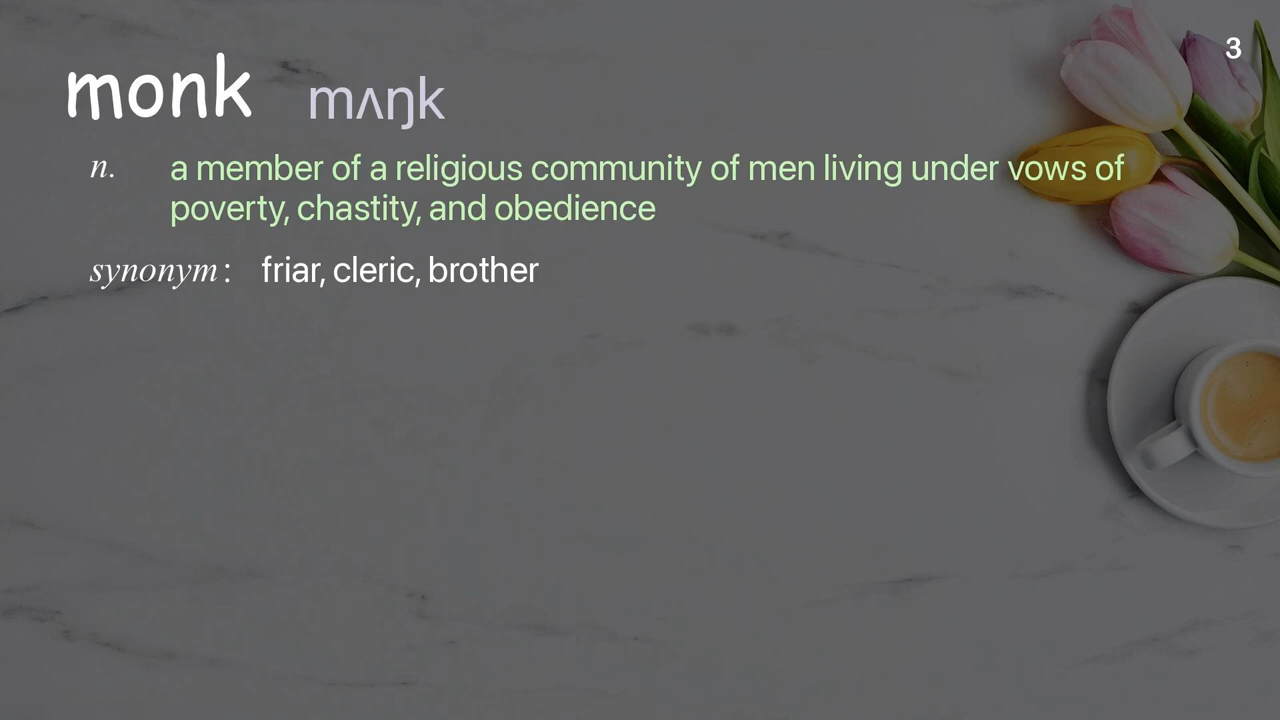 3
monk mʌŋk
n. a member of a religious community of men living under vows of
poverty, chastity, and obedience
synonym: friar, cleric, brother